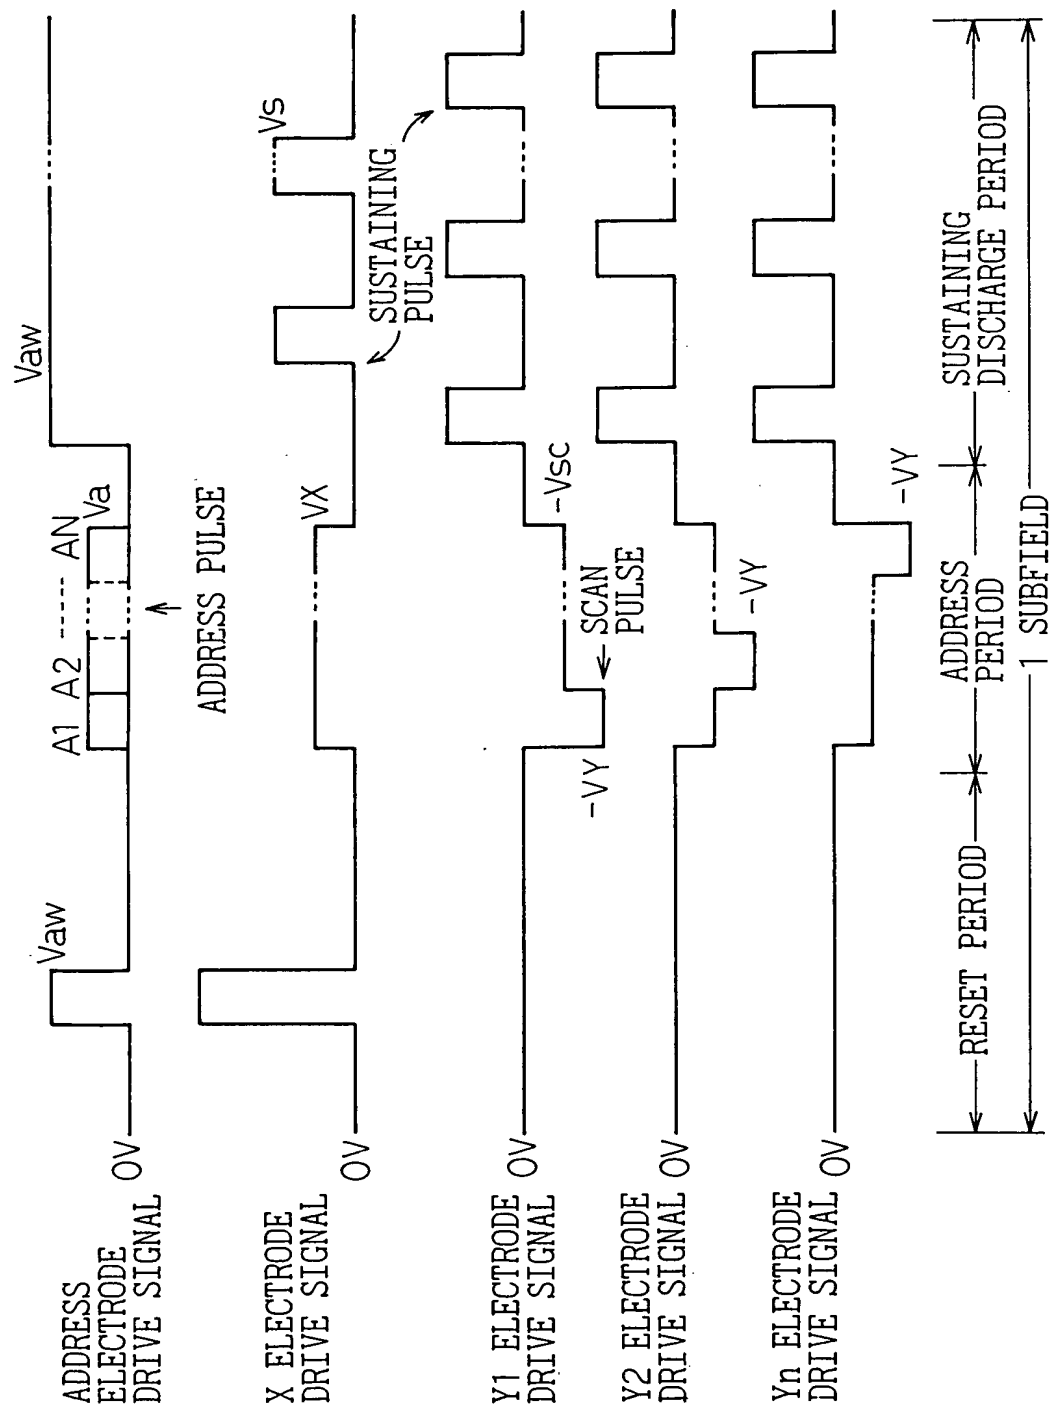 ADDRESS
ELECTRODE
DRIVE SIGNAL
0V
Vaw
A1 A2 ----- AN
Va
Vaw
ADDRESS PULSE
X ELECTRODE
DRIVE SIGNAL
0V
VX
Vs
SUSTAINING
PULSE
Y1 ELECTRODE
DRIVE SIGNAL
0V
-VY
SCAN
PULSE
-Vsc
Y2 ELECTRODE
DRIVE SIGNAL
0V
-VY
Yn ELECTRODE
DRIVE SIGNAL
0V
-VY
RESET PERIOD
ADDRESS
PERIOD
SUSTAINING
DISCHARGE PERIOD
1 SUBFIELD